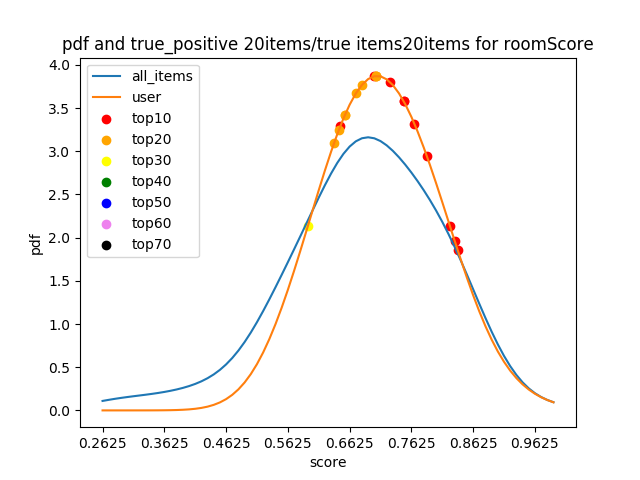 pdf and true_positive 20items/true items20items for roomScore
4.0
3.5
3.0
2.5
2.0
1.5
1.0
0.5
0.0
pdf
all_items
user
top10
top20
top30
top40
top50
top60
top70
0.2625 0.3625 0.4625 0.5625 0.6625 0.7625 0.8625 0.9625
score